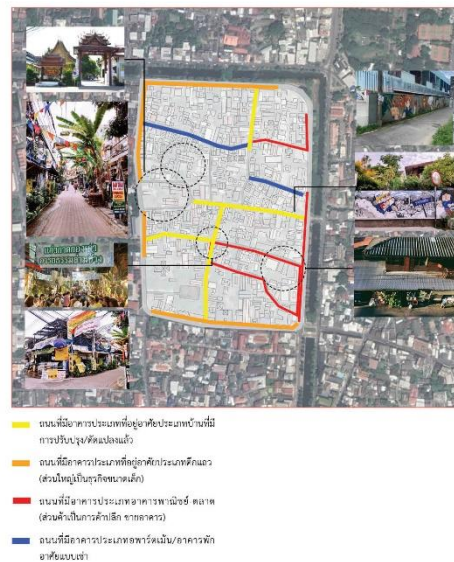 ถนนที่มีอาคารประเภทที่อยู่อาศัยประเภทบ้านที่มี
การปรับปรุง/ดัดแปลงแล้ว
ถนนที่มีอาคารประเภทที่อยู่อาศัยประเภทตึกแถว
(ส่วนใหญ่เป็นธุรกิจขนาดเล็ก)
ถนนที่มีอาคารประเภทอาคารพาณิชย์ ตลาด
(ส่วนค้าเป็นการค้าปลีก ขายอาคาร)
ถนนที่มีอาคารประเภทอพาร์ตเม้น/อาคารพัก
อาศัยแบบเช่า